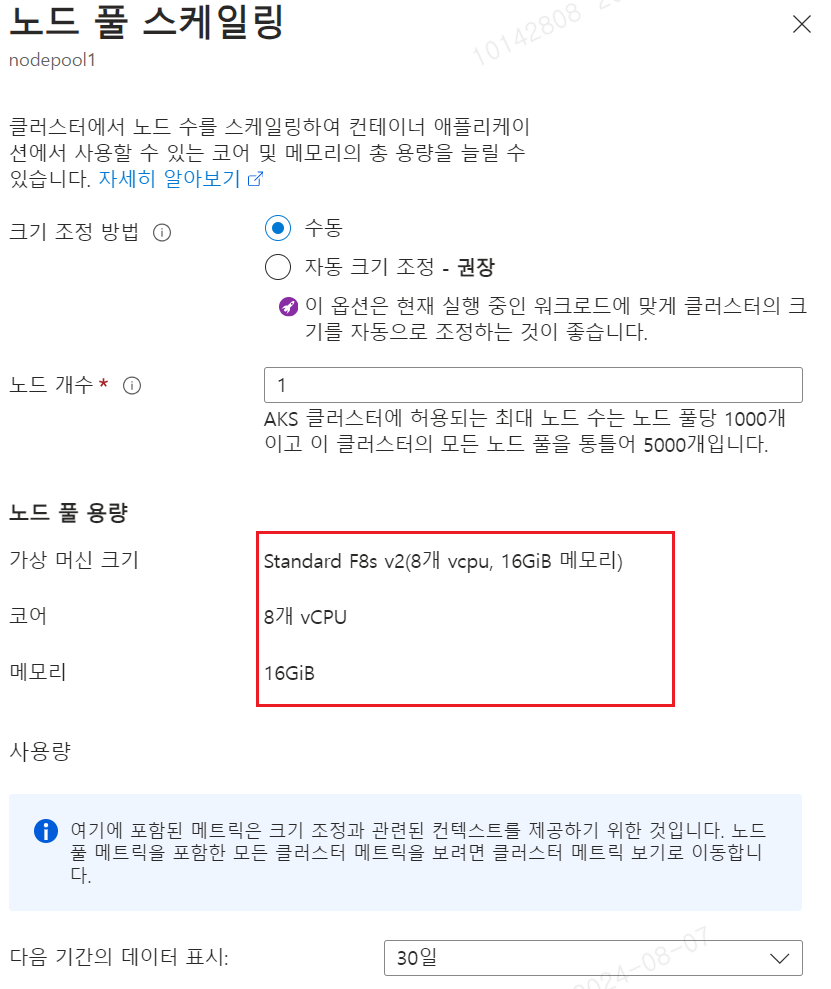 노드 풀 스케일링
nodepool1
10142808
클러스터에서 노드 수를 스케일링하여 컨테이너 애플리케이
션에서 사용할 수 있는 코어 및 메모리의 총 용량을 늘릴 수
있습니다. 자세히 알아보기
크기 조정 방법
수동
자동 크기 조정 - 권장
이 옵션은 현재 실행 중인 워크로드에 맞게 클러스터의 크
기를 자동으로 조정하는 것이 좋습니다.
노드 개수 *
1
AKS 클러스터에 허용되는 최대 노드 수는 노드 풀당 1000개
이고 이 클러스터의 모든 노드 풀을 통틀어 5000개입니다.
노드 풀 용량
가상 머신 크기 Standard F8s v2(8개 vcpu, 16GiB 메모리)
코어 8개 vCPU
메모리 16GiB
사용량
여기에 포함된 메트릭은 크기 조정과 관련된 컨텍스트를 제공하기 위한 것입니다. 노드
풀 메트릭을 포함한 모든 클러스터 메트릭을 보려면 클러스터 메트릭 보기로 이동합니
다.
다음 기간의 데이터 표시: 30일
2024-08-07